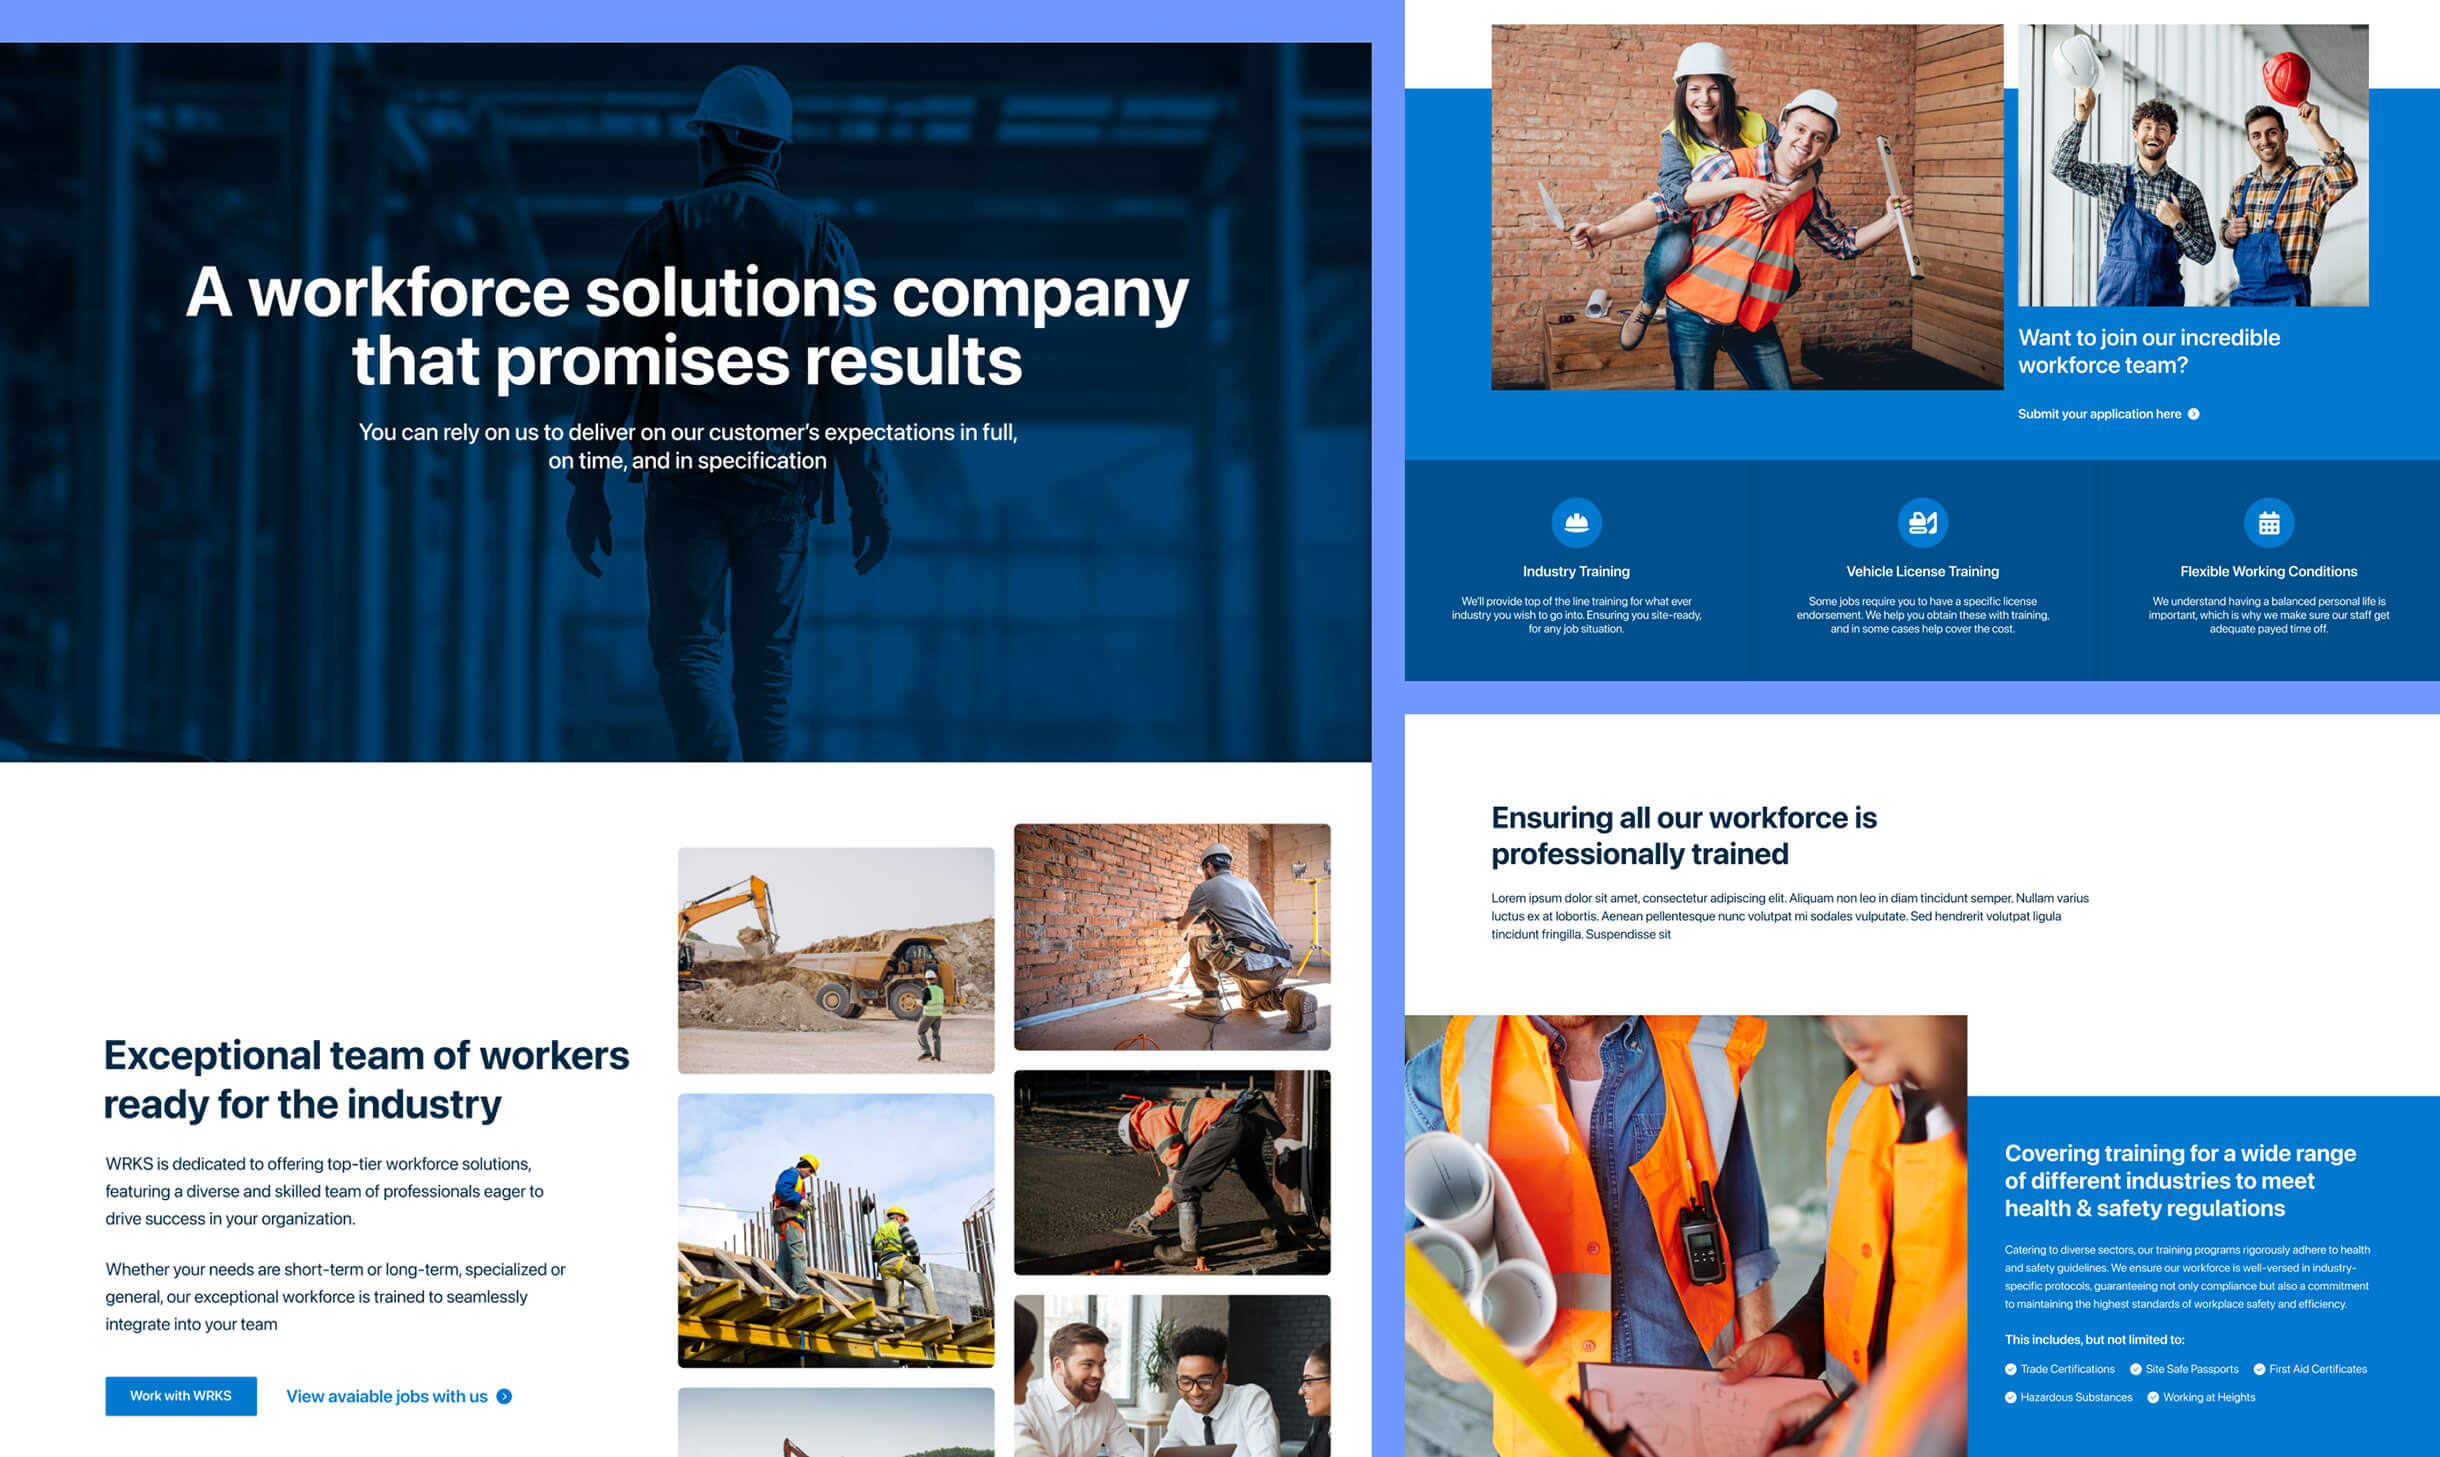 A workforce solutions company
that promises results
You can rely on us to deliver on our customer's expectations in full,
on time, and in specification
Exceptional team of workers
ready for the industry
WRKS is dedicated to offering top-tier workforce solutions,
featuring a diverse and skilled team of professionals eager to
drive success in your organization.
Whether your needs are short-term or long-term, specialized or
general, our exceptional workforce is trained to seamlessly
integrate into your team
Work with WRKS
View avaiable jobs with us
Want to join our incredible
workforce team?
Submit your application here
Industry Training
We'll provide top of the line training for what ever
industry you wish to go into. Ensuring you site-ready,
for any job situation.
Vehicle License Training
Some jobs require you to have a specific license
endorsement. We help you obtain these with training,
and in some cases help cover the cost.
Flexible Working Conditions
We understand having a balanced personal life is
important, which is why we make sure our staff get
adequate payed time off.
Ensuring all our workforce is
professionally trained
Lorem ipsum dolor sit amet, consectetur adipiscing elit. Aliquam non leo in diam tincidunt semper. Nullam varius
luctus ex at lobortis. Aenean pellentesque nunc volutpat mi sodales vulputate. Sed hendrerit volutpat ligula
tincidunt fringilla. Suspendisse sit
Covering training for a wide range
of different industries to meet
health & safety regulations
Catering to diverse sectors, our training programs rigorously adhere to health
and safety guidelines. We ensure our workforce is well-versed in industry-
specific protocols, guaranteeing not only compliance but also a commitment
to maintaining the highest standards of workplace safety and efficiency.
This includes, but not limited to:
Trade Certifications Site Safe Passports First Aid Certificates
Hazardous Substances Working at Heights